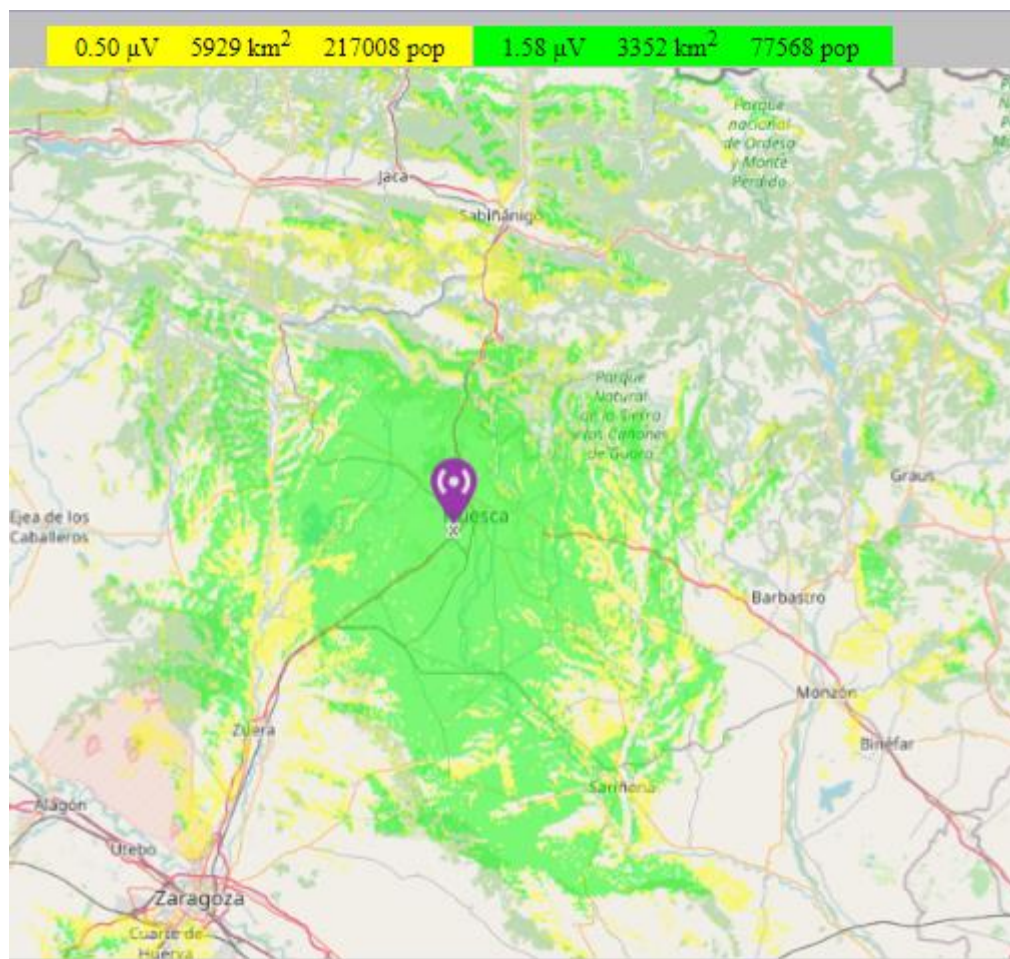 0.50 μV 5929 km² 217008 pop 1.58 μV 3352 km² 77568 pop
Parque
nacional
de Ordesa
y Monte
Perdido
Jaca
Sabiñánigo
Parque
Natural
de la Sierra
y los Cañones
de Guara
Graus
Ejea de los
Caballeros
Barbastro
Monzón
Zuera
Binéfar
Sariñena
Alagón
Utebo
Zaragoza
Cuarte de
Huerva